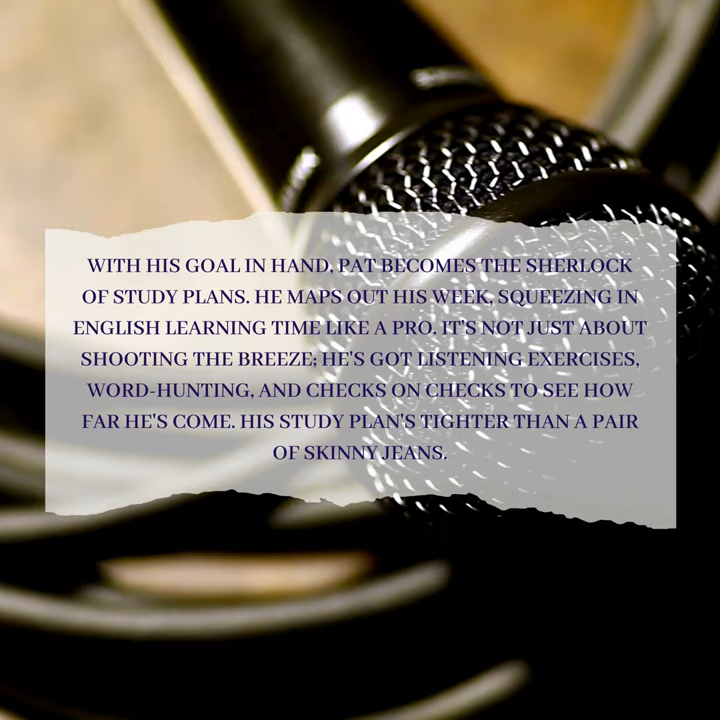 WITH HIS GOAL IN HAND, PAT BECOMES THE SHERLOCK
OF STUDY PLANS. HE MAPS OUT HIS WEEK, SQUEEZING IN
ENGLISH LEARNING TIME LIKE A PRO. IT'S NOT JUST ABOUT
SHOOTING THE BREEZE; HE'S GOT LISTENING EXERCISES,
WORD-HUNTING, AND CHECKS ON CHECKS TO SEE HOW
FAR HE'S COME. HIS STUDY PLAN'S TIGHTER THAN A PAIR
OF SKINNY JEANS.